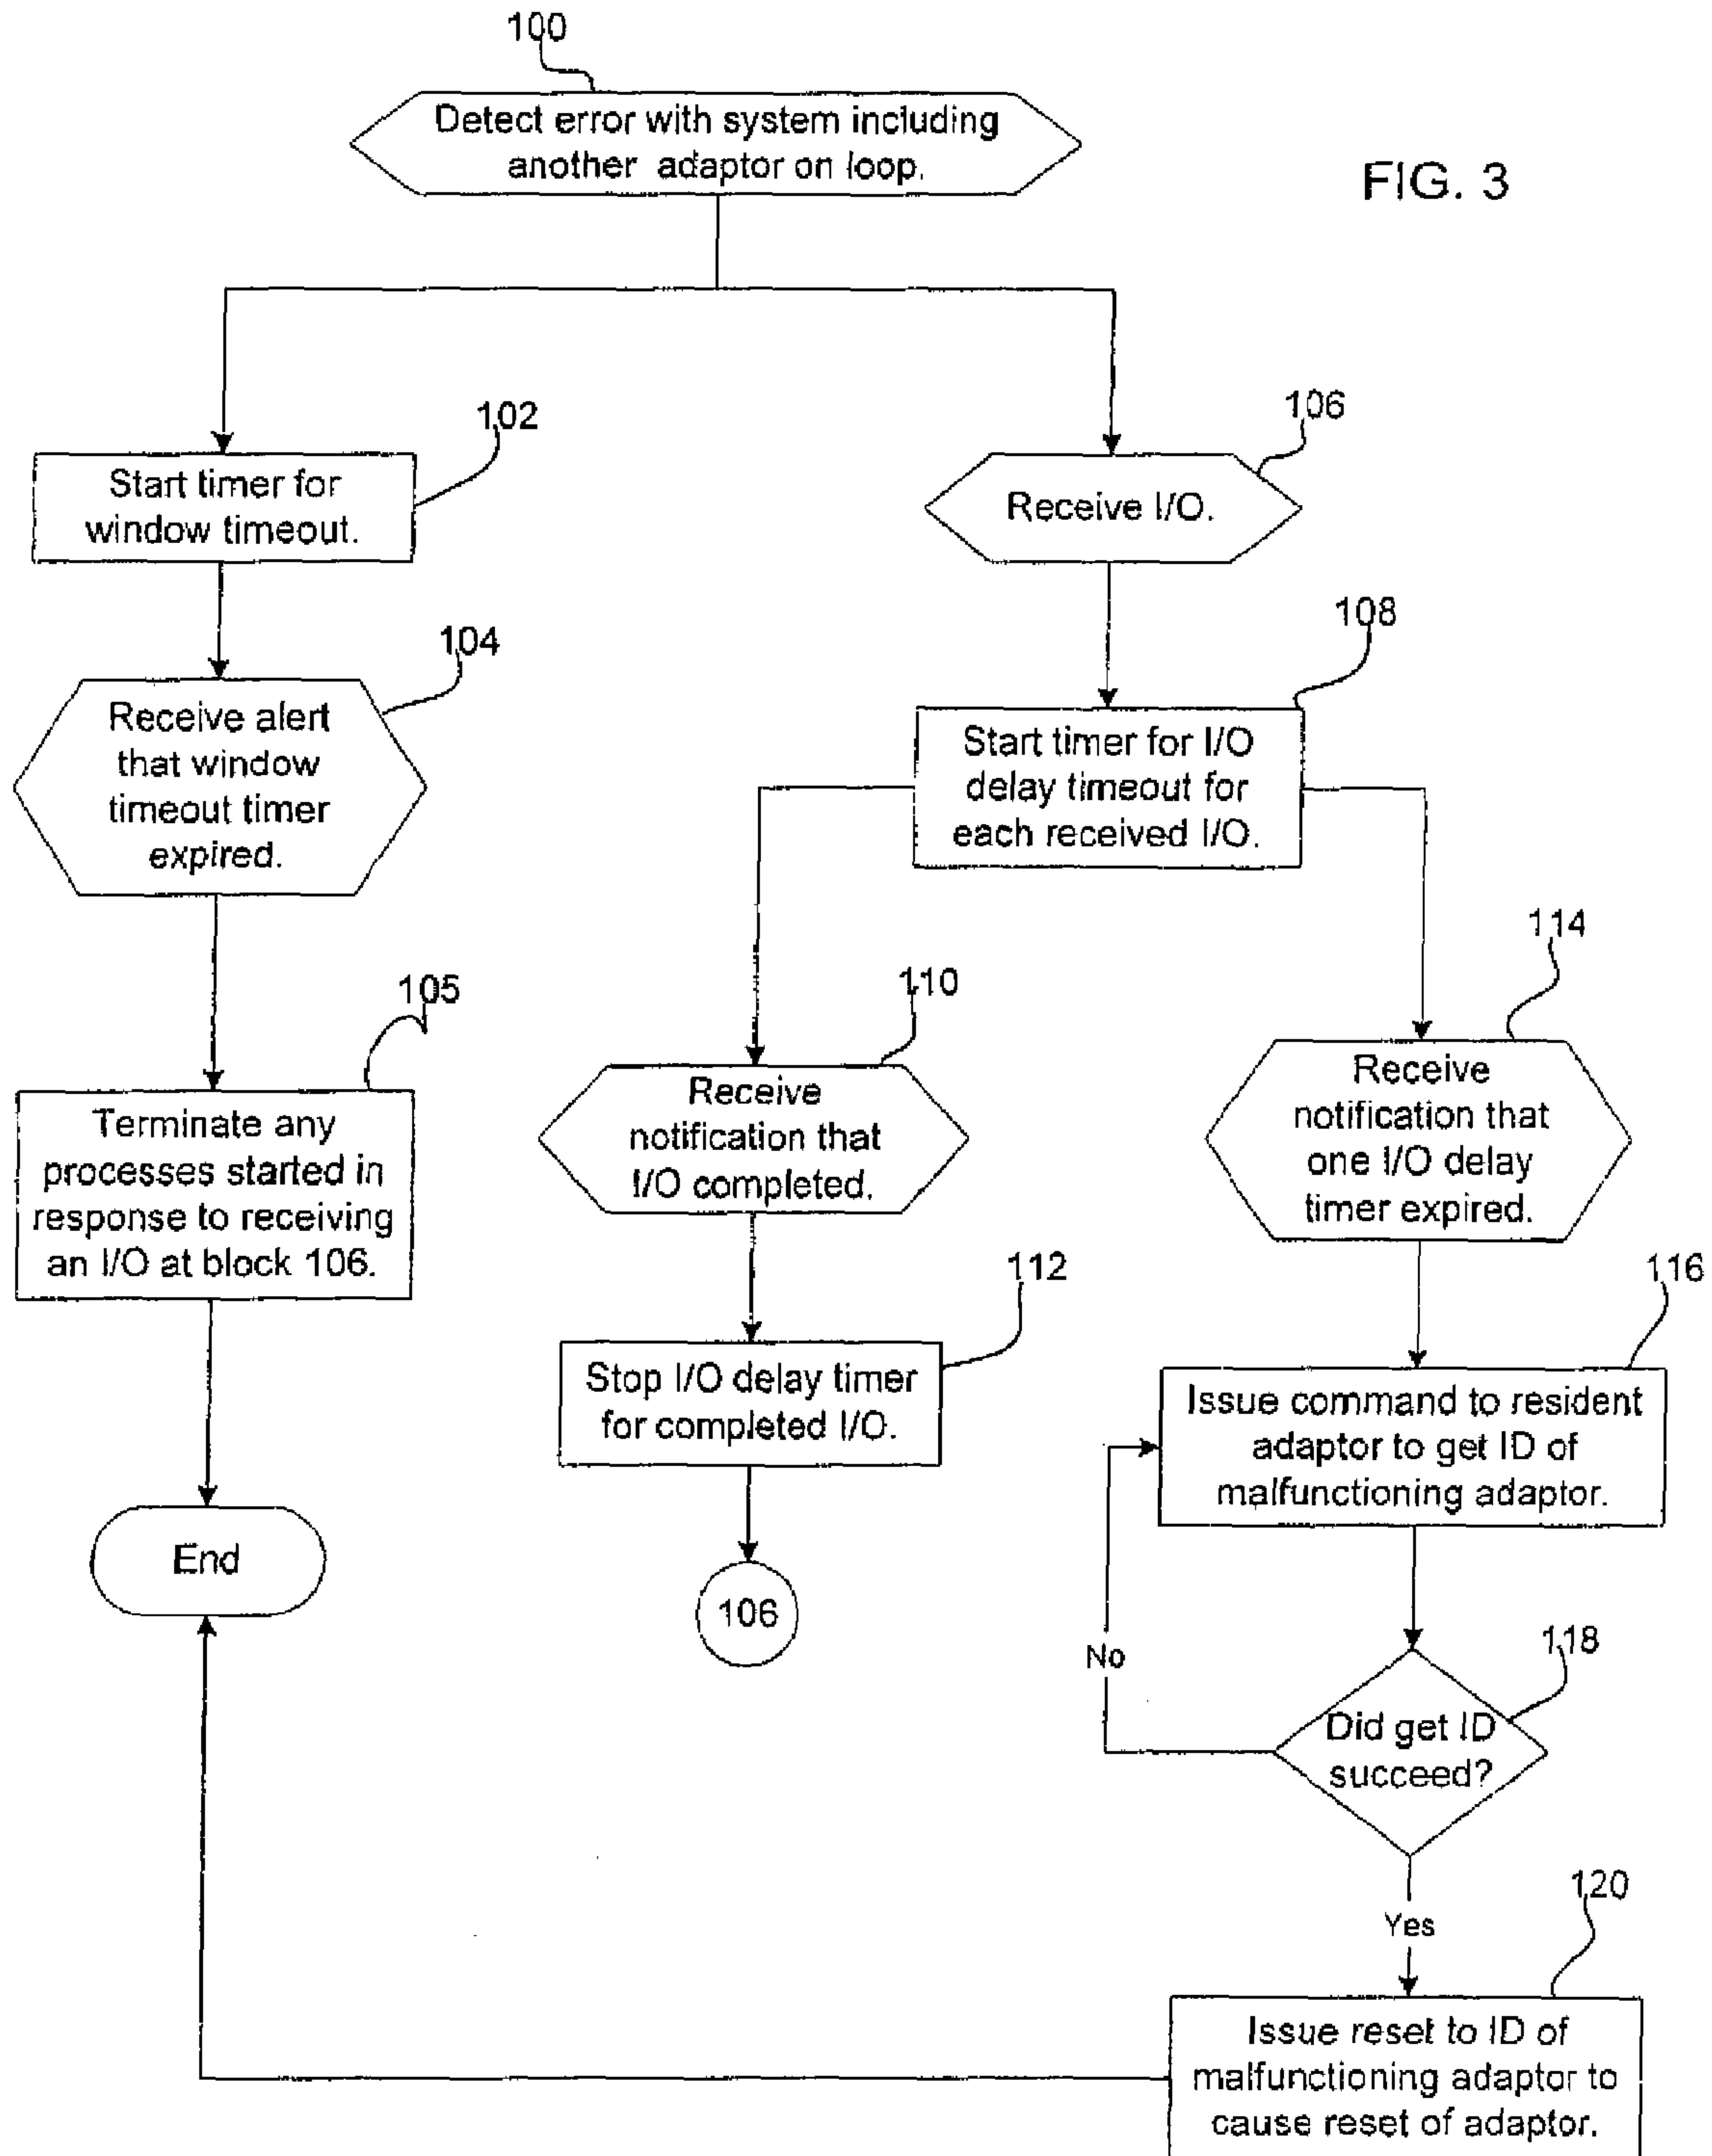 100
Detect error with system including
another adaptor on loop.
FIG. 3
102
Start timer for
window timeout.
106
Receive I/O.
104
Receive alert
that window
timeout timer
expired.
108
Start timer for I/O
delay timeout for
each received I/O.
105
Terminate any
processes started in
response to receiving
an I/O at block 106.
110
Receive
notification that
I/O completed.
114
Receive
notification that
one I/O delay
timer expired.
112
Stop I/O delay timer
for completed I/O.
116
Issue command to resident
adaptor to get ID of
malfunctioning adaptor.
End
106
No
118
Did get ID
succeed?
Yes
120
Issue reset to ID of
malfunctioning adaptor to
cause reset of adaptor.